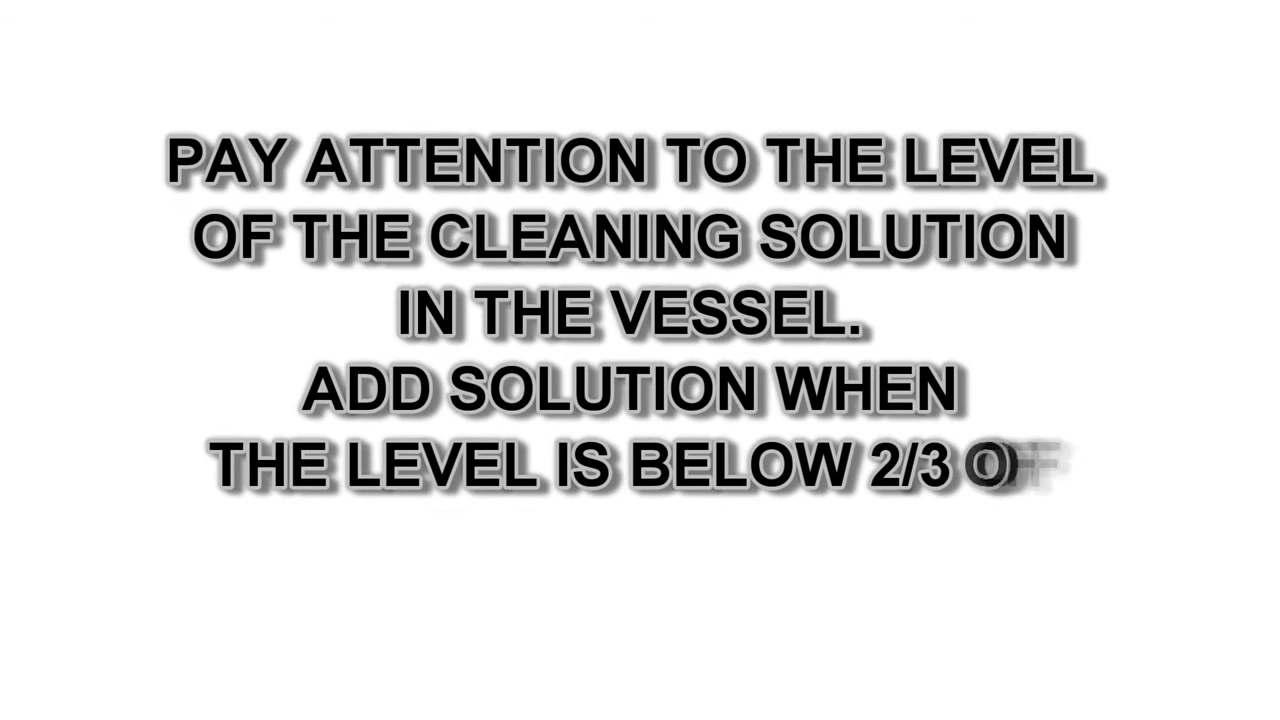 PAY ATTENTION TO THE LEVEL
OF THE CLEANING SOLUTION
IN THE VESSEL.
ADD SOLUTION WHEN
THE LEVEL IS BELOW 2/3 OF